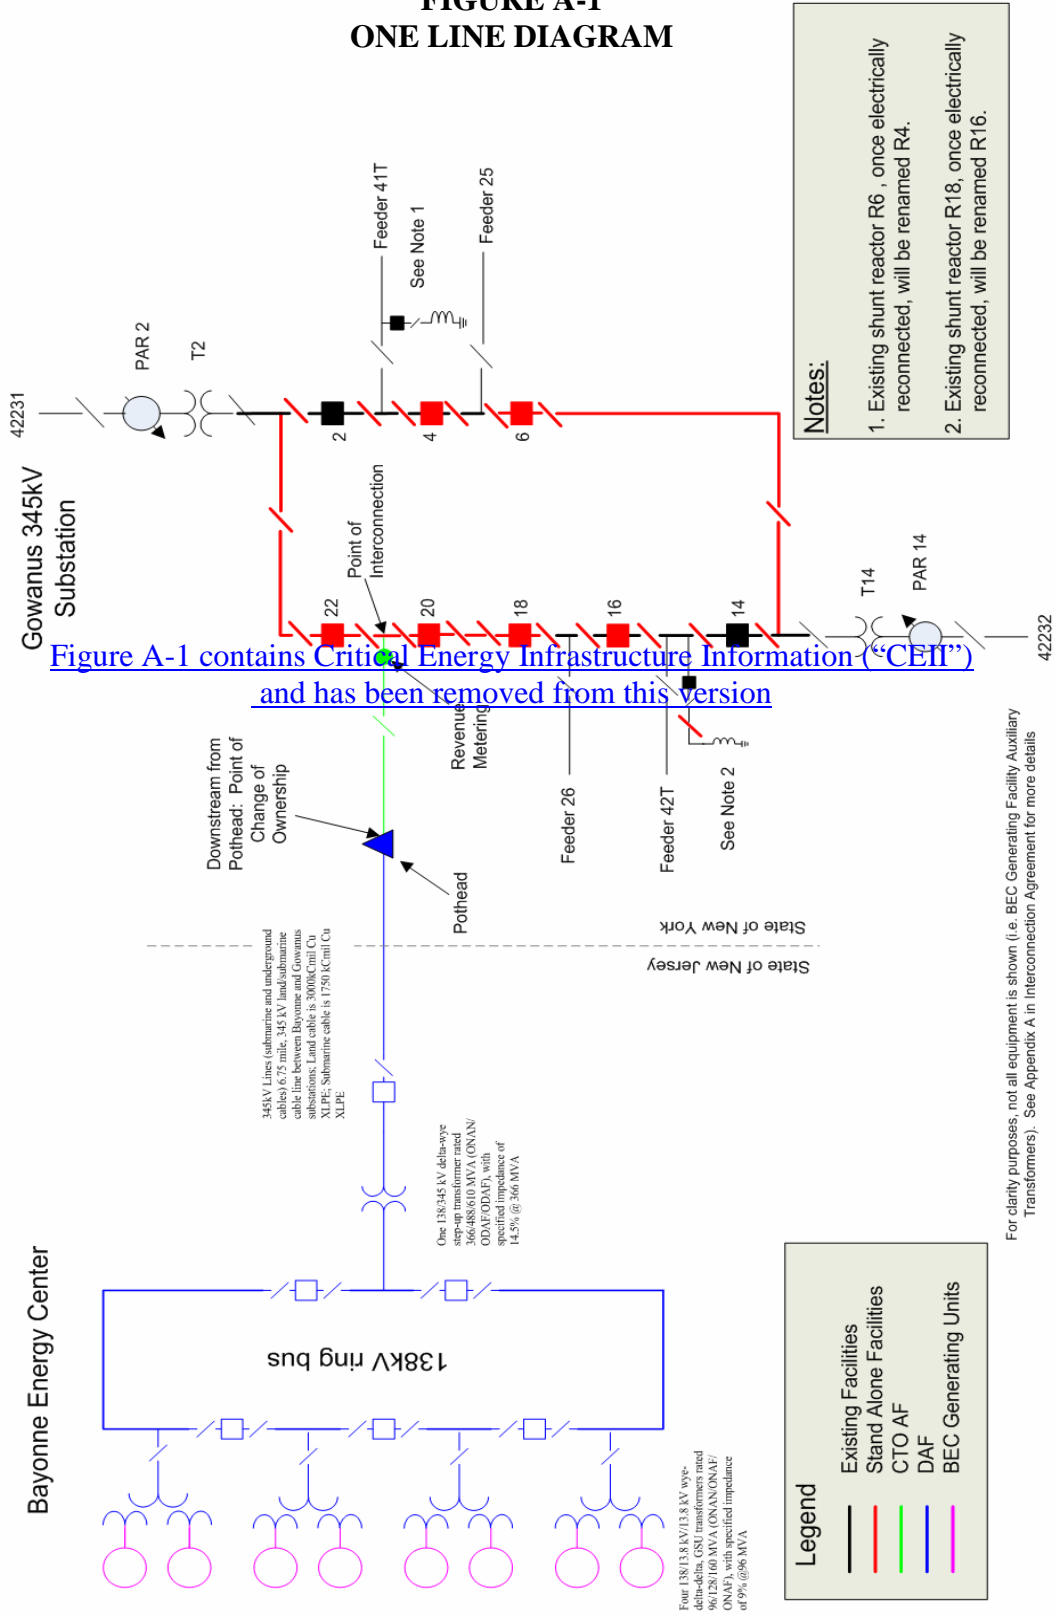 FIGURE A-1
ONE LINE DIAGRAM
Gowanus 345kV
Substation
42231
PAR 2
T2
Feeder 41T
See Note 1
Feeder 25
2
4
6
Point of
Interconnection
22
20
18
16
14
T14
PAR 14
42232
Figure A-1 contains Critical Energy Infrastructure Information (“CEII”)
and has been removed from this version
Revenue
Metering
Feeder 26
Feeder 42T
See Note 2
Downstream from
Pothead: Point of
Change of
Ownership
Pothead
State of New York
State of New Jersey
345kV Lines (submarine and underground
cables) 6.75 mile, 345 kV land/submarine
cable line between Bayonne and Gowanus
substations; Land cable is 3000kCmil Cu
XLPE; Submarine cable is 1750 kCmil Cu
XLPE
One 138/345 kV delta-wye
step-up transformer rated
366/488/610 MVA (ONAN/
ODAF/ODAF), with
specified impedance of
14.5% @ 366 MVA
Bayonne Energy Center
138kV ring bus
Four 138/13.8 kV/13.8 kV wye-
delta-delta, GSU transformers rated
96/128/160 MVA (ONAN/ONAF/
ONAF), with specified impedance
of 9% @96 MVA
Notes:
1. Existing shunt reactor R6 , once electrically
reconnected, will be renamed R4.
2. Existing shunt reactor R18, once electrically
reconnected, will be renamed R16.
Legend
Existing Facilities
Stand Alone Facilities
CTO AF
DAF
BEC Generating Units
For clarity purposes, not all equipment is shown (i.e. BEC Generating Facility Auxiliary
Transformers). See Appendix A in Interconnection Agreement for more details